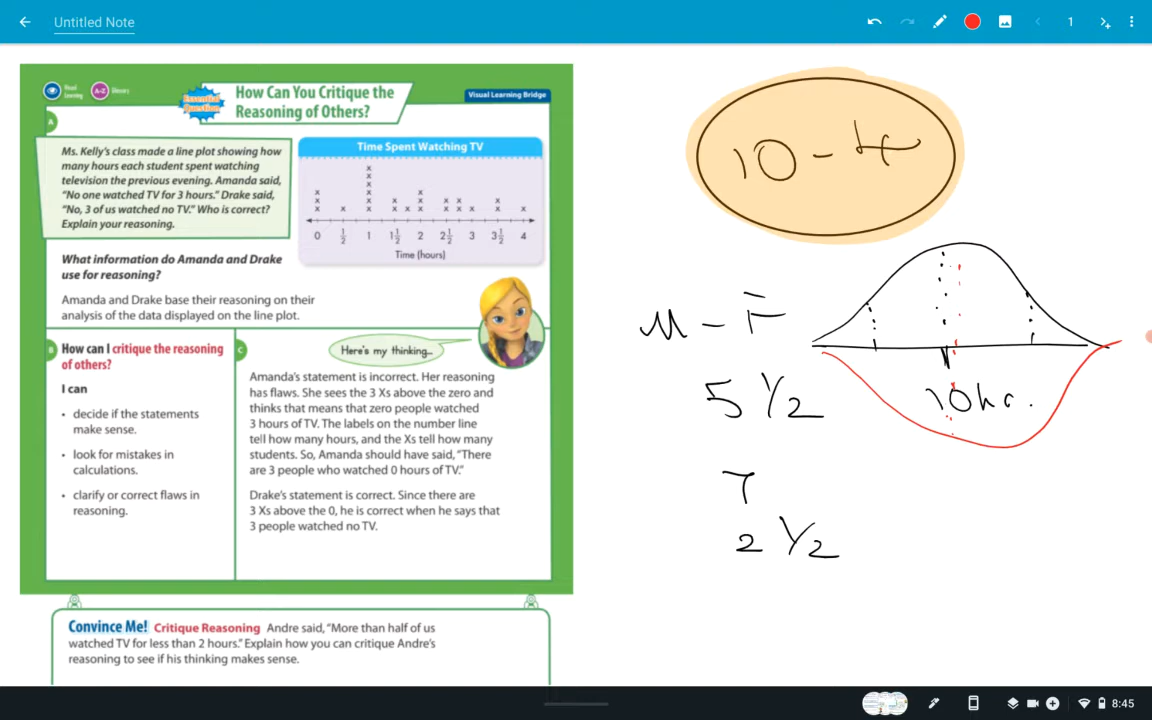 Untitled Note
1
Visual Learning
A-Z Glossary
Essential Question
How Can You Critique the
Reasoning of Others?
Visual Learning Bridge
A
Ms. Kelly's class made a line plot showing how
many hours each student spent watching
television the previous evening. Amanda said,
"No one watched TV for 3 hours." Drake said,
"No, 3 of us watched no TV." Who is correct?
Explain your reasoning.
Time Spent Watching TV
0 1/2 1 1 1/2 2 2 1/2 3 3 1/2 4
Time (hours)
What information do Amanda and Drake
use for reasoning?
Amanda and Drake base their reasoning on their
analysis of the data displayed on the line plot.
B
How can I critique the reasoning
of others?
I can
• decide if the statements
make sense.
• look for mistakes in
calculations.
• clarify or correct flaws in
reasoning.
C
Here's my thinking...
Amanda's statement is incorrect. Her reasoning
has flaws. She sees the 3 Xs above the zero and
thinks that means that zero people watched
3 hours of TV. The labels on the number line
tell how many hours, and the Xs tell how many
students. So, Amanda should have said, "There
are 3 people who watched 0 hours of TV."
Drake's statement is correct. Since there are
3 Xs above the 0, he is correct when he says that
3 people watched no TV.
Convince Me! Critique Reasoning Andre said, "More than half of us
watched TV for less than 2 hours." Explain how you can critique Andre's
reasoning to see if his thinking makes sense.
10-4
M - F
5 1/2
10hr.
7
2 1/2
8:45